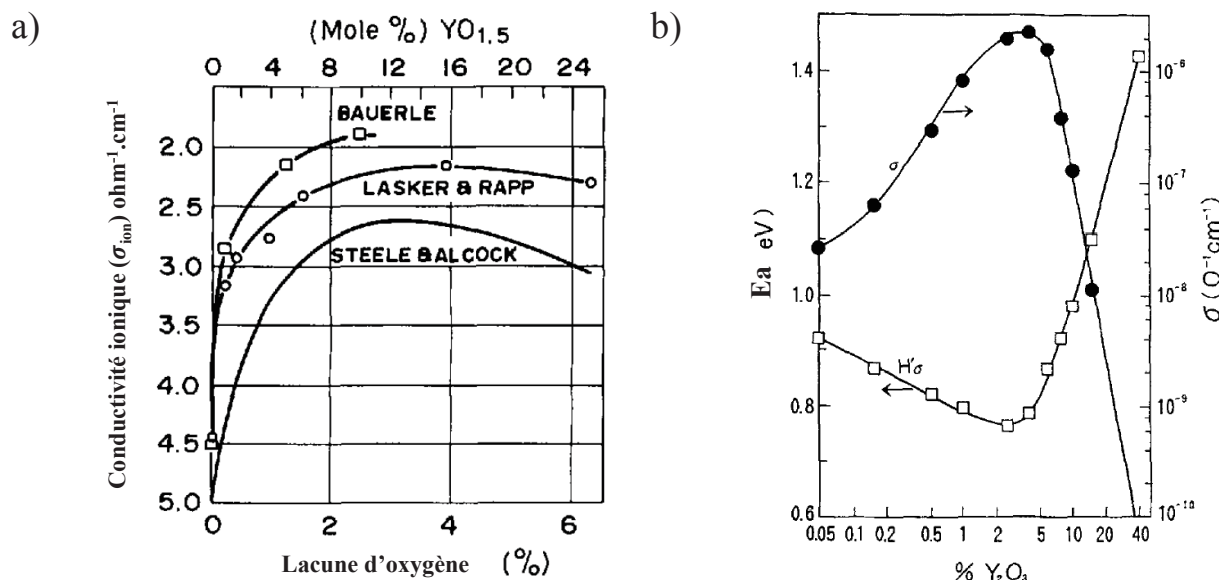 a)
(Mole %) YO1,5
0 4 8 12 16 20 24
Conductivité ionique (σion) ohm-1.cm-1
2.0
2.5
3.0
3.5
4.0
4.5
5.0
BAUERLE
LASKER & RAPP
STEELE & ALCOCK
0 2 4 6
Lacune d'oxygène (%)
b)
Ea eV
1.4
1.2
1.0
0.8
0.6
σ
H'σ
10-6
10-7
10-8
10-9
10-10
σ (Ω-1cm-1)
0.05 0.1 0.2 0.5 1 2 5 10 20 40
% Y2O3